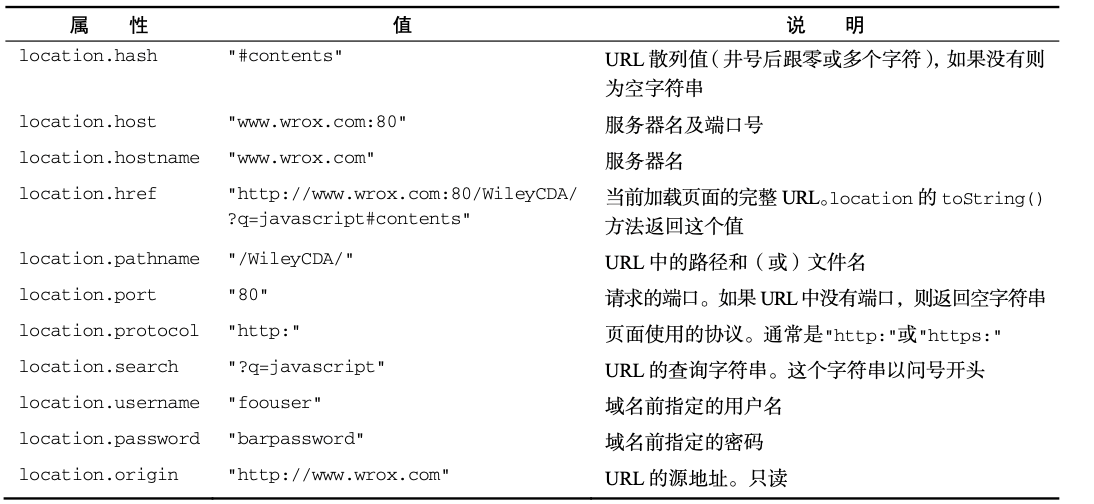 属 性 值 说 明
location.hash "#contents" URL 散列值（井号后跟零或多个字符），如果没有则
为空字符串
location.host "www.wrox.com:80" 服务器名及端口号
location.hostname "www.wrox.com" 服务器名
location.href "http://www.wrox.com:80/WileyCDA/ 当前加载页面的完整 URL。location 的 toString()
?q=javascript#contents" 方法返回这个值
location.pathname "/WileyCDA/" URL 中的路径和（或）文件名
location.port "80" 请求的端口。如果 URL 中没有端口，则返回空字符串
location.protocol "http:" 页面使用的协议。通常是"http:"或"https:"
location.search "?q=javascript" URL 的查询字符串。这个字符串以问号开头
location.username "foouser" 域名前指定的用户名
location.password "barpassword" 域名前指定的密码
location.origin "http://www.wrox.com" URL 的源地址。只读